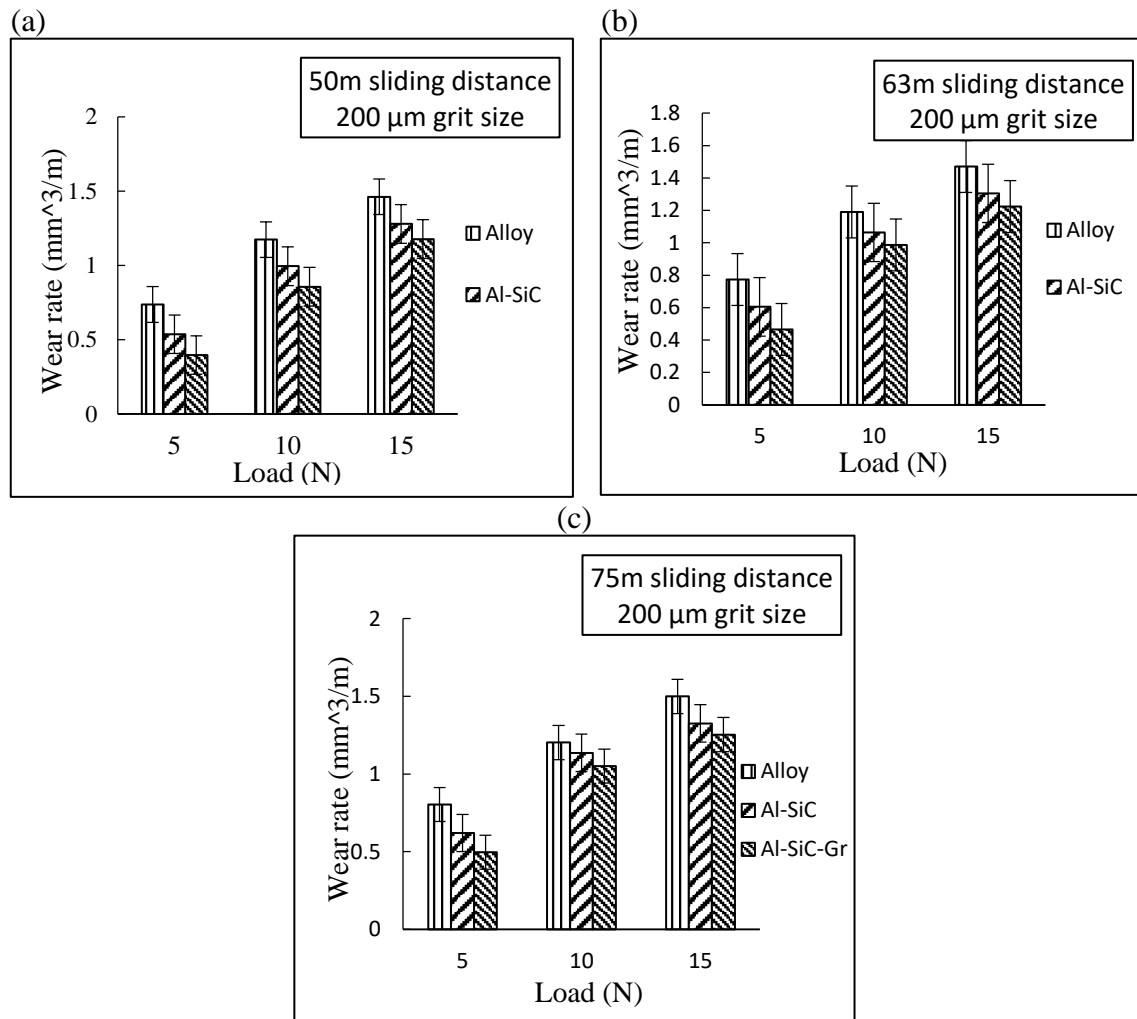 (a)
50m sliding distance
200 µm grit size
Wear rate (mm^3/m)
2
1.5
1
0.5
0
5
10
15
Load (N)
Alloy
Al-SiC
(b)
63m sliding distance
200 µm grit size
Wear rate (mm^3/m)
1.8
1.6
1.4
1.2
1
0.8
0.6
0.4
0.2
0
5
10
15
Load (N)
Alloy
Al-SiC
(c)
75m sliding distance
200 µm grit size
Wear rate (mm^3/m)
2
1.5
1
0.5
0
5
10
15
Load (N)
Alloy
Al-SiC
Al-SiC-Gr